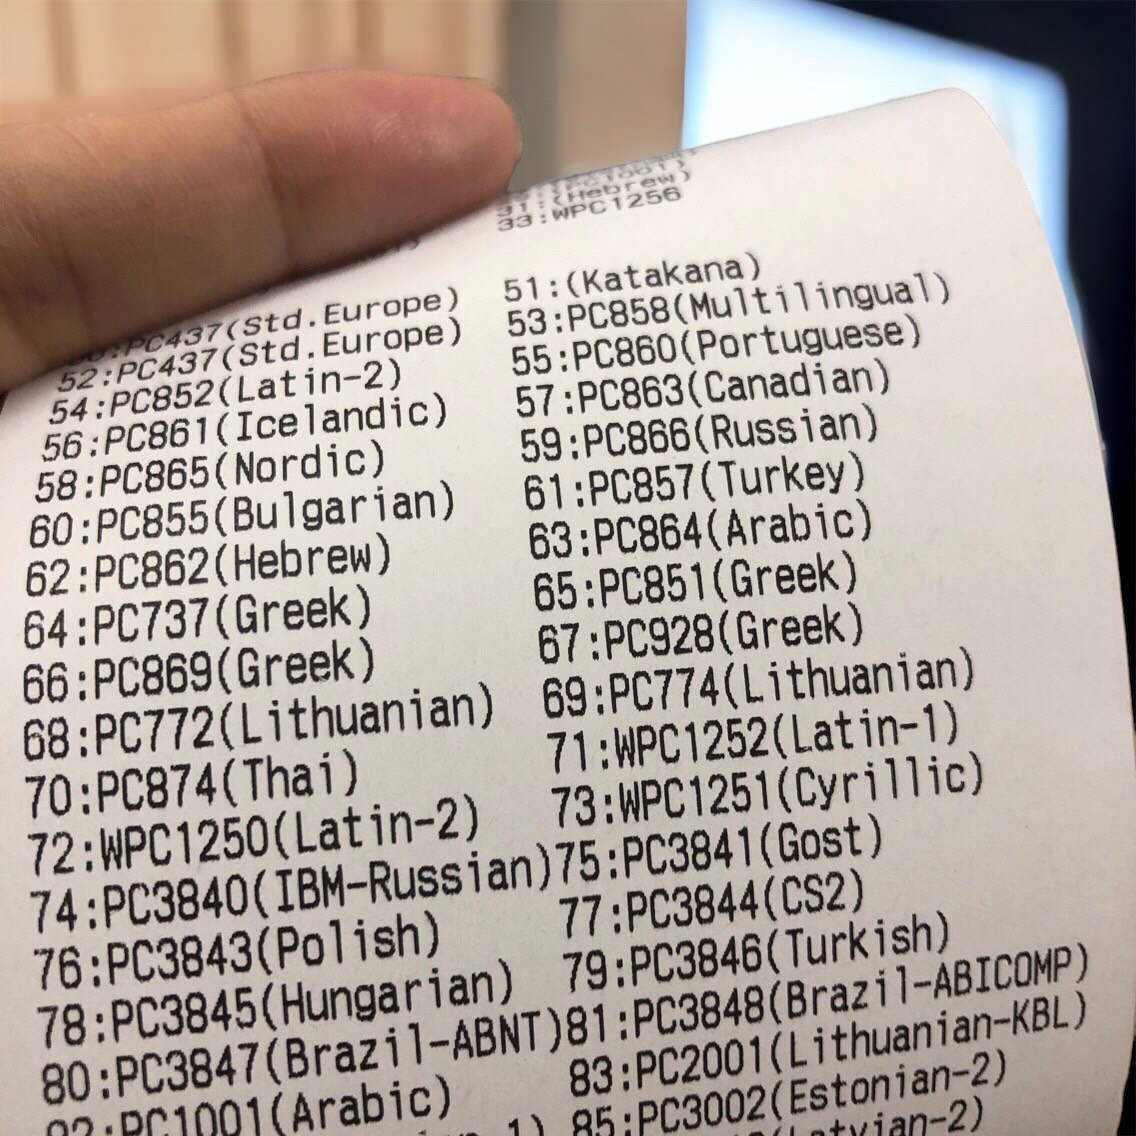 31:(Hebrew)
33:WPC1256
PC437(Std.Europe) 51:(Katakana)
52:PC437(Std.Europe) 53:PC858(Multilingual)
54:PC852(Latin-2) 55:PC860(Portuguese)
56:PC861(Icelandic) 57:PC863(Canadian)
58:PC865(Nordic) 59:PC866(Russian)
60:PC855(Bulgarian) 61:PC857(Turkey)
62:PC862(Hebrew) 63:PC864(Arabic)
64:PC737(Greek) 65:PC851(Greek)
66:PC869(Greek) 67:PC928(Greek)
68:PC772(Lithuanian) 69:PC774(Lithuanian)
70:PC874(Thai) 71:WPC1252(Latin-1)
72:WPC1250(Latin-2) 73:WPC1251(Cyrillic)
74:PC3840(IBM-Russian)75:PC3841(Gost)
76:PC3843(Polish) 77:PC3844(CS2)
78:PC3845(Hungarian) 79:PC3846(Turkish)
80:PC3847(Brazil-ABNT)81:PC3848(Brazil-ABICOMP)
82:PC1001(Arabic) 83:PC2001(Lithuanian-KBL)
85:PC3002(Estonian-2)